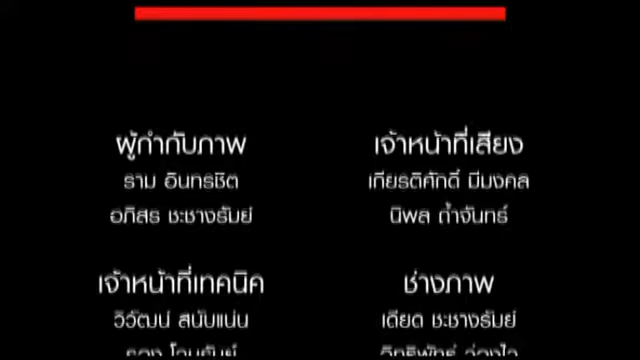 ผู้กำกับภาพ
ราม อินทรชิต
อภิสร ชะชางรัมย์
เจ้าหน้าที่เสียง
เกียรติศักดิ์ มีมงคล
นิพล ถ้ำจันทร์
เจ้าหน้าที่เทคนิค
วิวัฒน์ สนับแน่น
ช่างภาพ
เดียด ชะชางรัมย์